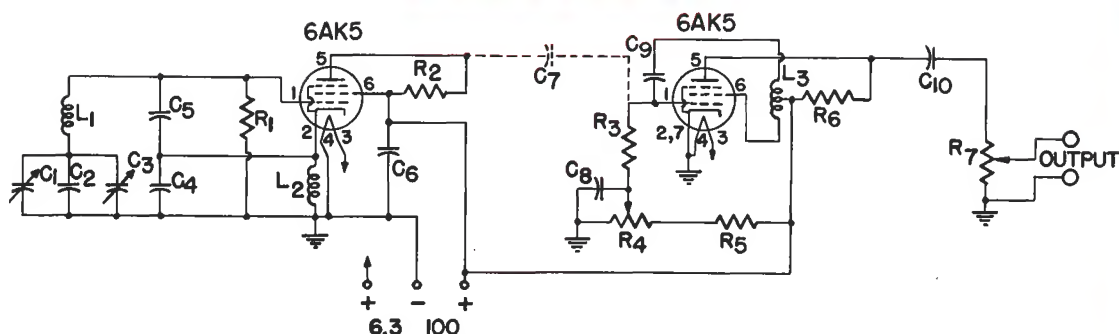 6AK5
6AK5
5
6
1
2
4
3
R2
C7
C9
5
6
1
2,7
4
3
L3
R6
C10
L1
C5
R1
C1
C2
C3
C4
L2
C6
R3
C8
R4
R5
R7
OUTPUT
+ - +
6.3 100